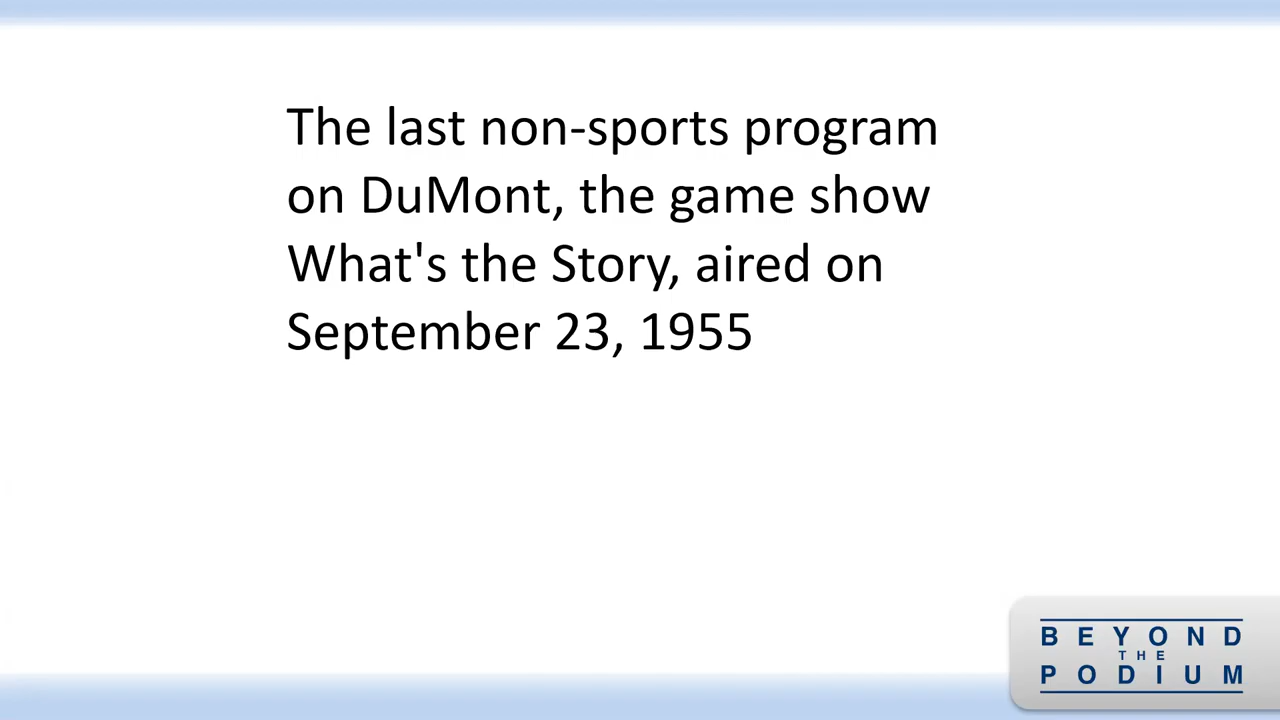 The last non-sports program
on DuMont, the game show
What's the Story, aired on
September 23, 1955
BEYOND
THE
PODIUM